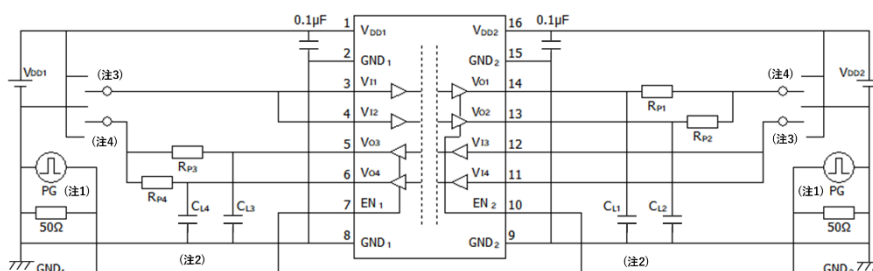 0.1μF 1 16 0.1μF
VDD1 VDD2
2 GND1 GND2 15
VDD1 (注3) 3 VI1 VO1 14 (注4) VDD2
RP1
4 VI2 VO2 13
(注4) RP2 (注3)
5 VO3 VI3 12
RP3
6 VO4 VI4 11
PG (注1) RP4 CL4 CL3 7 EN1 EN2 10 CL1 CL2 (注1) PG
50Ω 50Ω
8 GND1 GND2 9
(注2) (注2)
GND GND